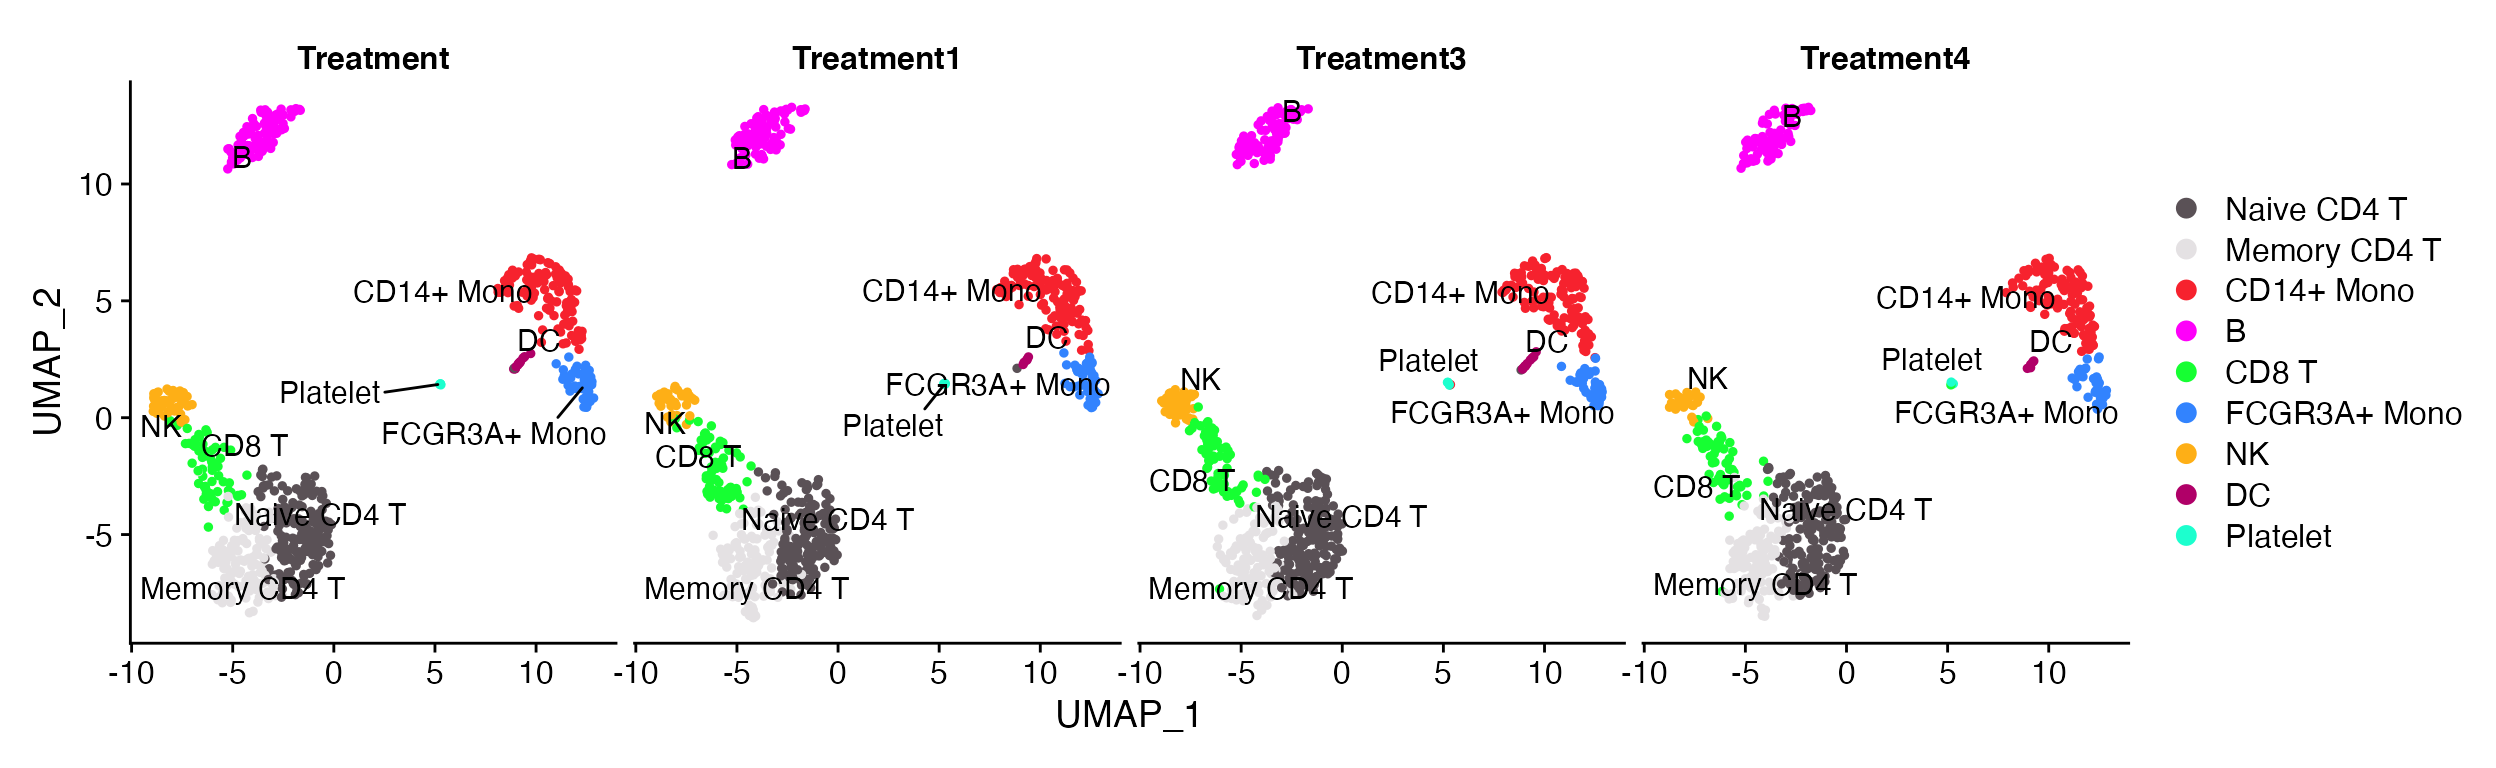 Treatment
Treatment1
Treatment3
Treatment4
UMAP_2
10
5
0
-5
B
CD14+ Mono
DC
Platelet
FCGR3A+ Mono
NK
CD8 T
Naive CD4 T
Memory CD4 T
-10
-5
0
5
10
B
CD14+ Mono
DC
FCGR3A+ Mono
Platelet
NK
CD8 T
Naive CD4 T
Memory CD4 T
-10
-5
0
5
10
B
CD14+ Mono
DC
Platelet
NK
FCGR3A+ Mono
CD8 T
Naive CD4 T
Memory CD4 T
-10
-5
0
5
10
B
CD14+ Mono
DC
Platelet
NK
FCGR3A+ Mono
CD8 T
Naive CD4 T
Memory CD4 T
-10
-5
0
5
10
UMAP_1
Naive CD4 T
Memory CD4 T
CD14+ Mono
B
CD8 T
FCGR3A+ Mono
NK
DC
Platelet